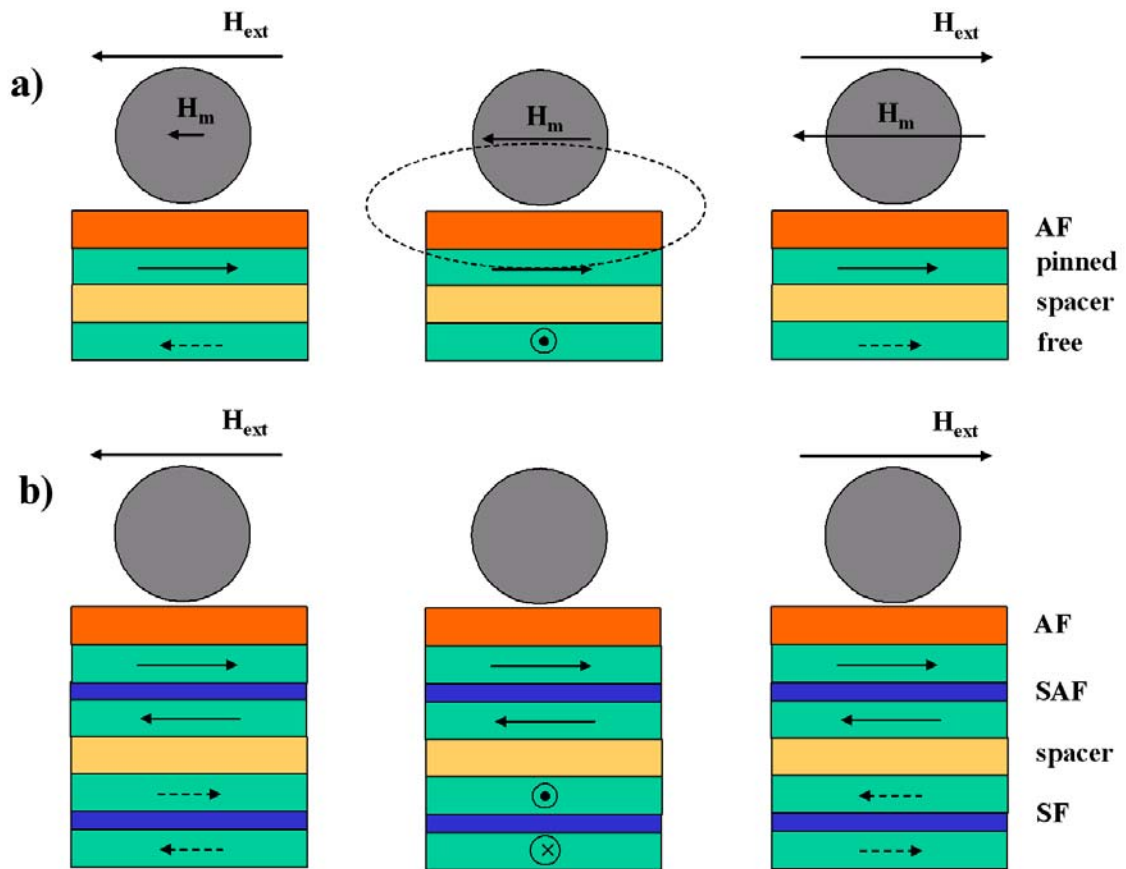 H_ext H_ext
a)
H_m H_m H_m
AF
pinned
spacer
free
H_ext H_ext
b)
AF
SAF
spacer
SF